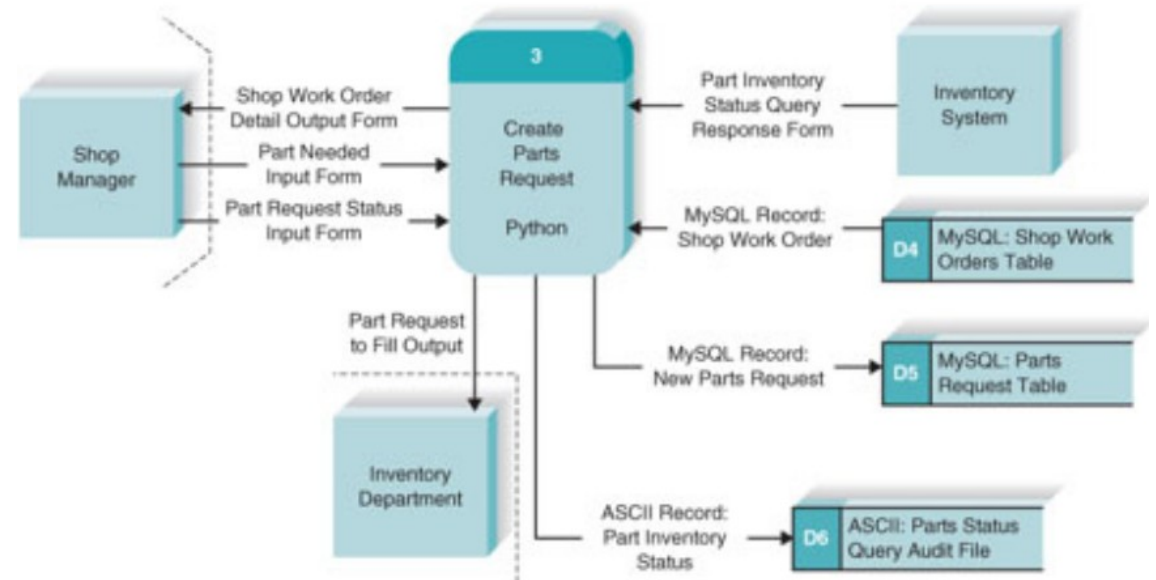 3
Create
Parts
Request
Python
Shop
Manager
Shop Work Order
Detail Output Form
Part Needed
Input Form
Part Request Status
Input Form
Part Inventory
Status Query
Response Form
Inventory
System
MySQL Record:
Shop Work Order
D4
MySQL: Shop Work
Orders Table
Part Request
to Fill Output
MySQL Record:
New Parts Request
D5
MySQL: Parts
Request Table
Inventory
Department
ASCII Record:
Part Inventory
Status
D6
ASCII: Parts Status
Query Audit File